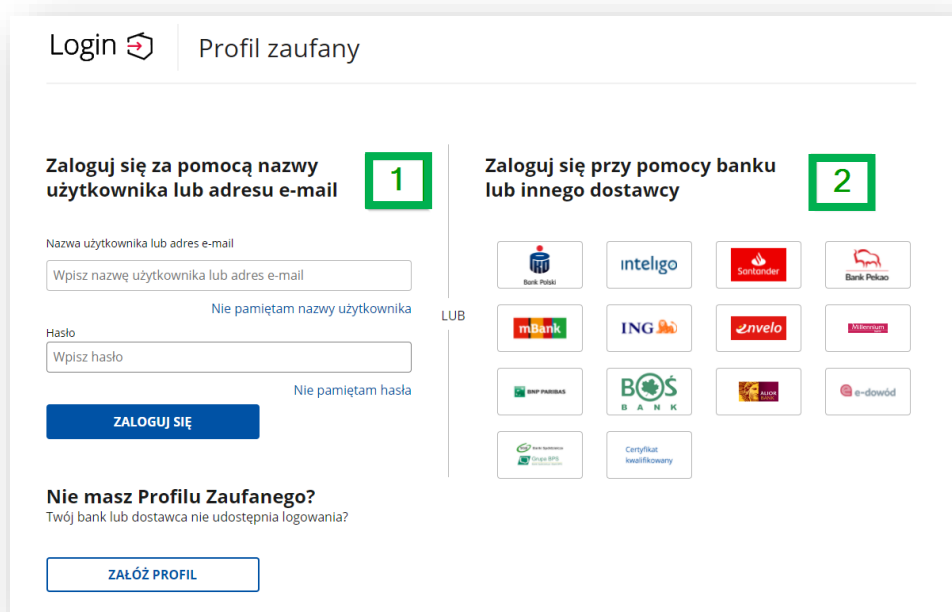 Login
Profil zaufany
Zaloguj się za pomocą nazwy
użytkownika lub adresu e-mail
1
Nazwa użytkownika lub adres e-mail
Wpisz nazwę użytkownika lub adres e-mail
Nie pamiętam nazwy użytkownika
Hasło
Wpisz hasło
Nie pamiętam hasła
ZALOGUJ SIĘ
Nie masz Profilu Zaufanego?
Twój bank lub dostawca nie udostępnia logowania?
ZAŁÓŻ PROFIL
LUB
Zaloguj się przy pomocy banku
lub innego dostawcy
2
Bank Polski
inteligo
Santander
Bank Pekao
mBank
ING
envelo
Millennium
BNP PARIBAS
BOŚ
BANK
ALIOR
BANK
e-dowód
Bank Spółdzielczy
Grupa BPS
Certyfikat
kwalifikowany